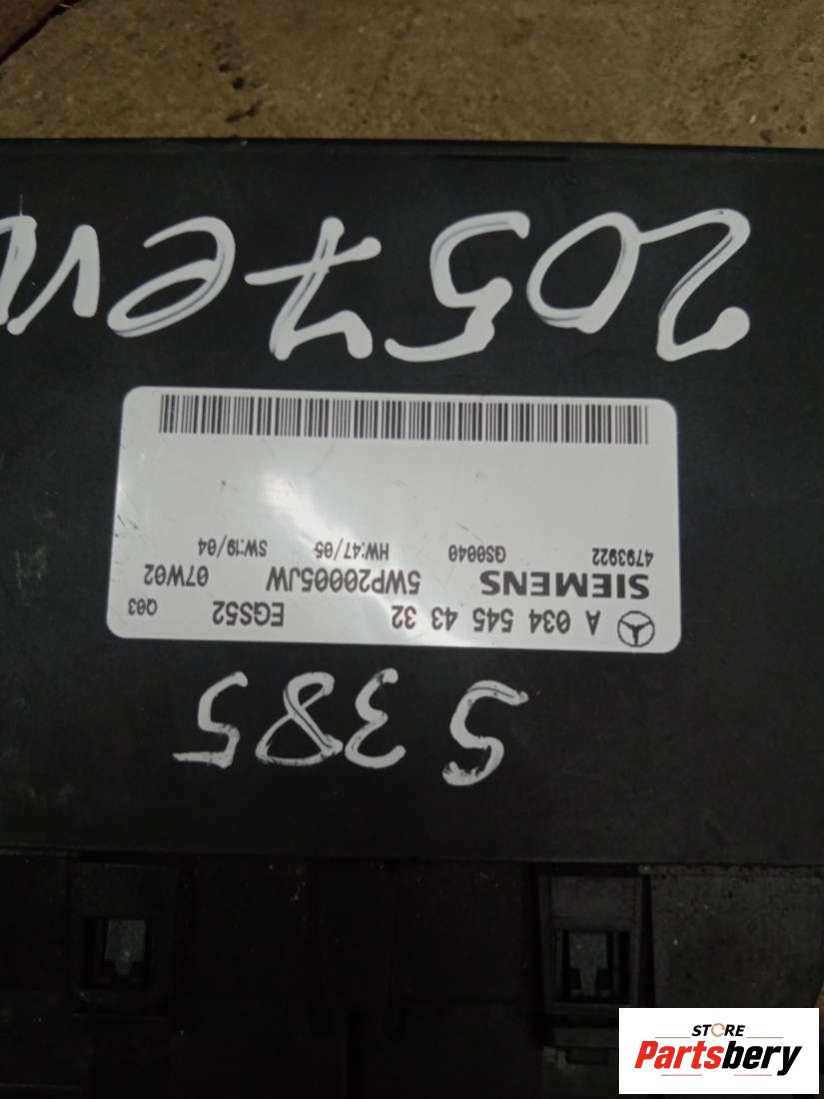 5385
A 034 545 43 32 EGS52 Q03
SIEMENS 5WP20005JW 07W02
4793922 GS0040 HW:47/05 SW:19/04
2057ev
STORE
Partsbery